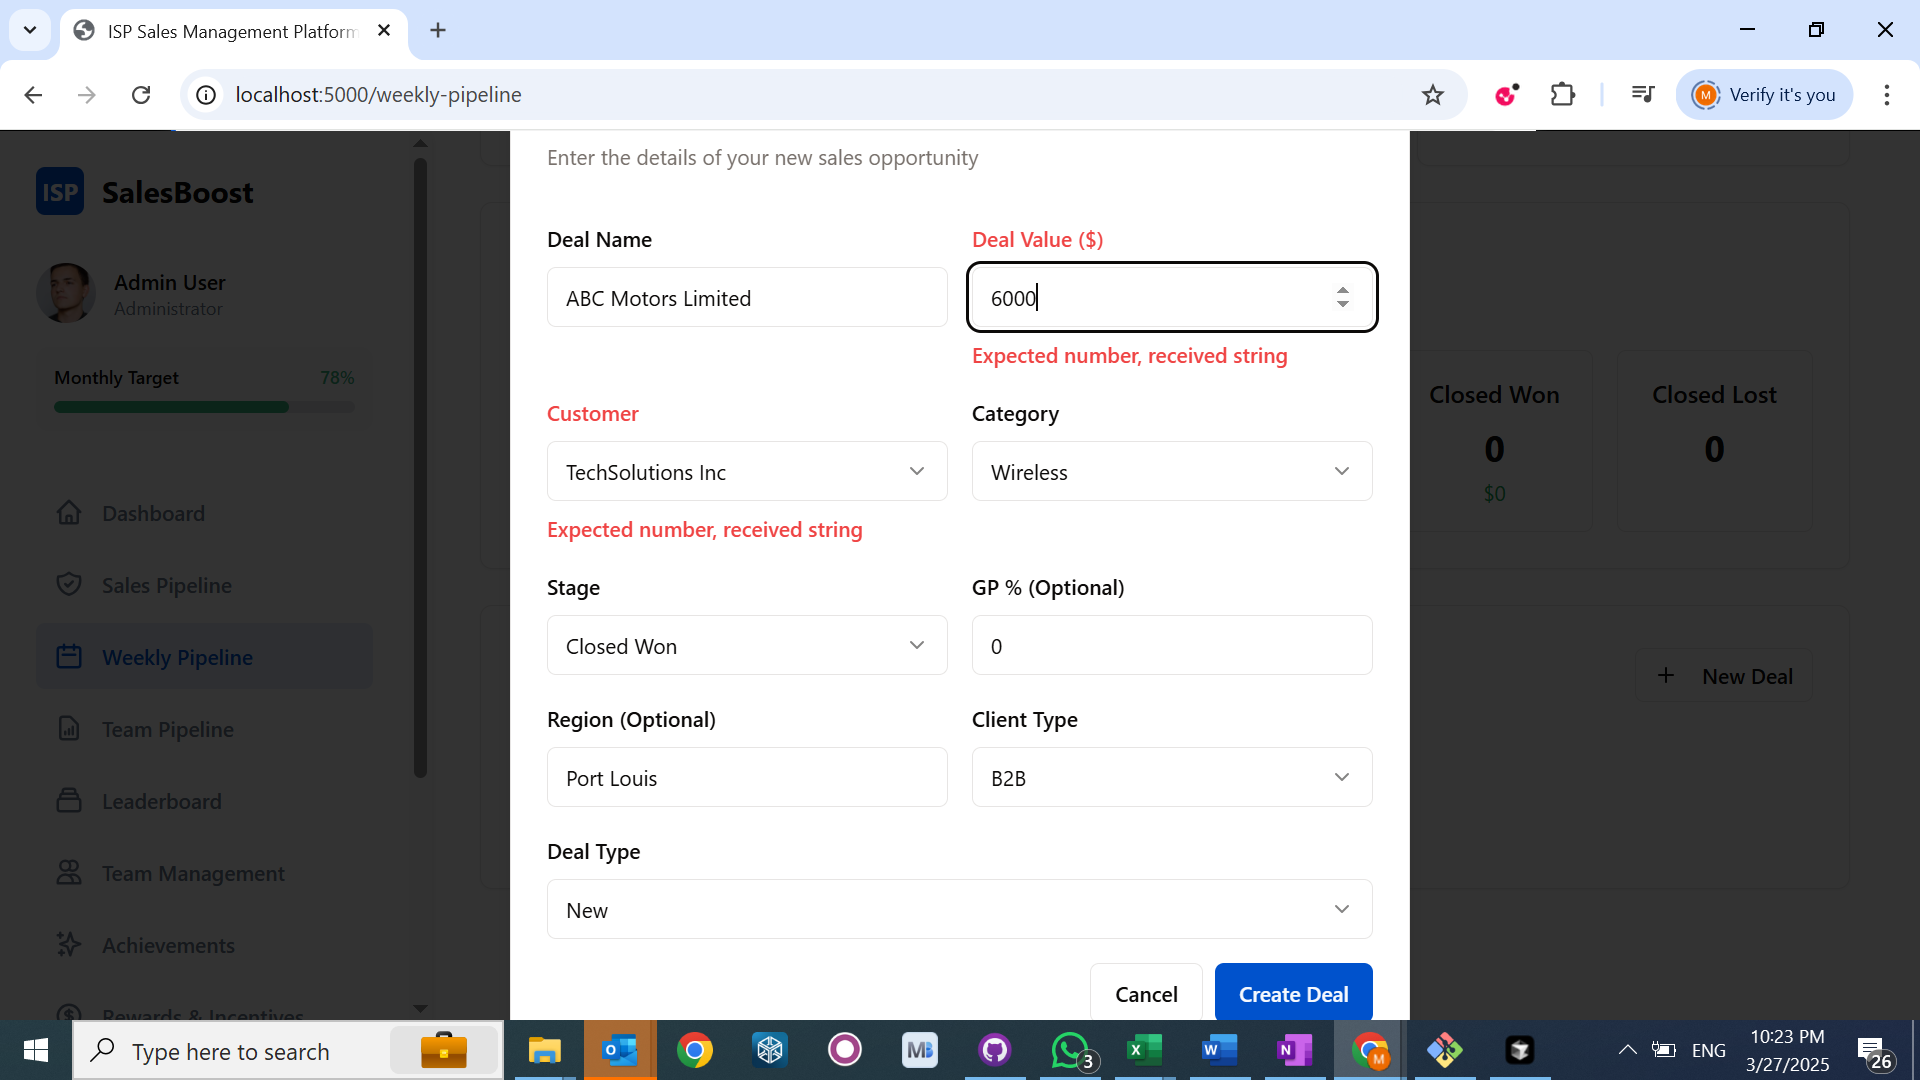 ISP Sales Management Platform
localhost:5000/weekly-pipeline
Verify it's you
M
ISP
SalesBoost
Admin User
Administrator
Monthly Target
78%
Dashboard
Sales Pipeline
Weekly Pipeline
Team Pipeline
Leaderboard
Team Management
Achievements
Rewards & Incentives
Enter the details of your new sales opportunity
Deal Name
Deal Value ($)
ABC Motors Limited
6000
Expected number, received string
Customer
Category
TechSolutions Inc
Wireless
Expected number, received string
Stage
GP % (Optional)
Closed Won
0
Region (Optional)
Client Type
Port Louis
B2B
Deal Type
New
Cancel
Create Deal
Closed Won
0
$0
Closed Lost
0
New Deal
Type here to search
MB
3
M
ENG
10:23 PM
3/27/2025
26